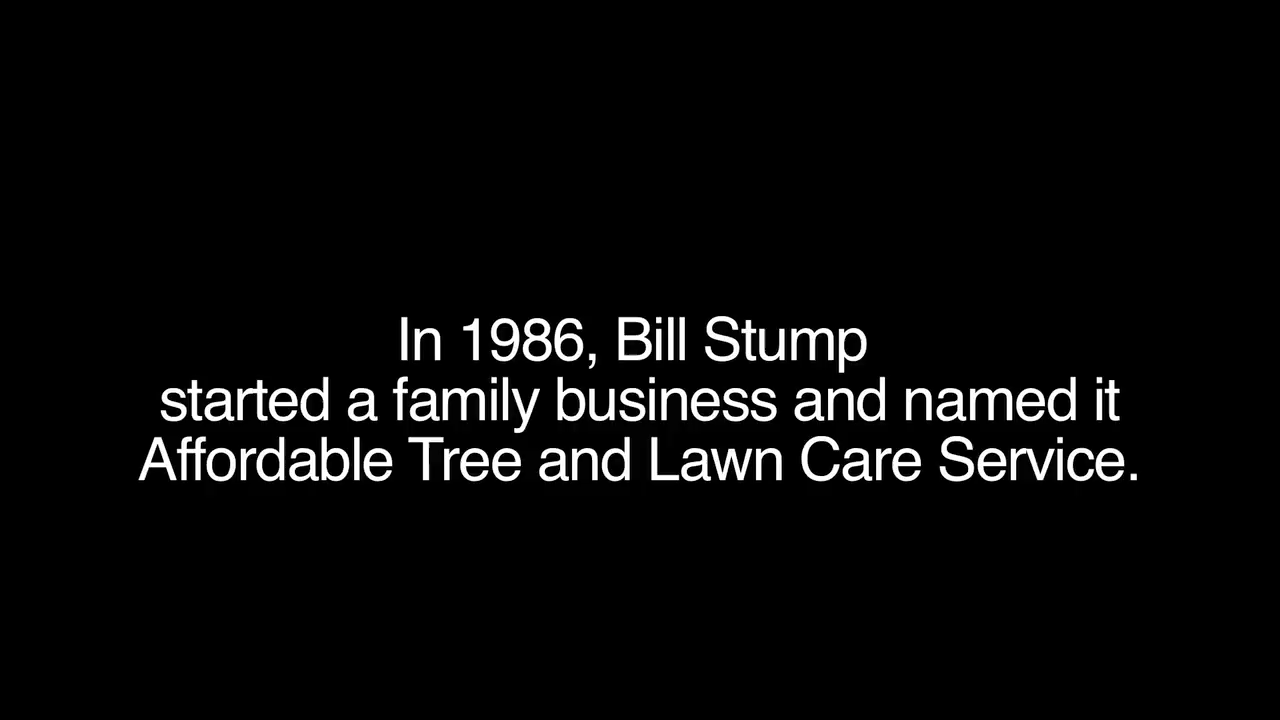 In 1986, Bill Stump
started a family business and named it
Affordable Tree and Lawn Care Service.